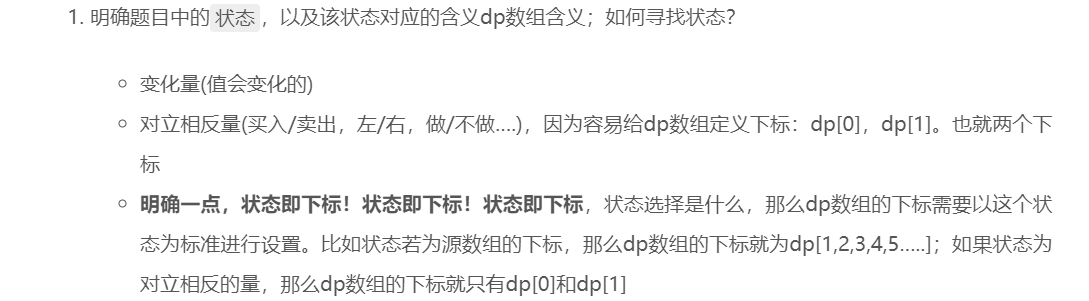 1. 明确题目中的 状态 ，以及该状态对应的含义dp数组含义；如何寻找状态？
变化量(值会变化的)
对立相反量(买入/卖出，左/右，做/不做....)，因为容易给dp数组定义下标：dp[0]，dp[1]。也就两个下
标
明确一点，状态即下标！状态即下标！状态即下标，状态选择是什么，那么dp数组的下标需要以这个状
态为标准进行设置。比如状态若为源数组的下标，那么dp数组的下标就为dp[1,2,3,4,5.....]；如果状态为
对立相反的量，那么dp数组的下标就只有dp[0]和dp[1]